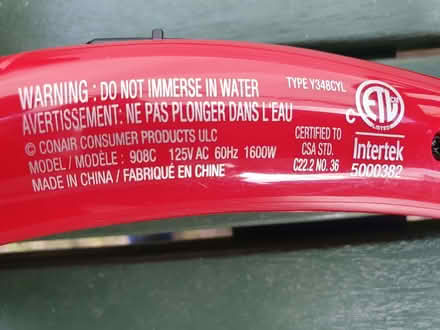 WARNING : DO NOT IMMERSE IN WATER
AVERTISSEMENT: NE PAS PLONGER DANS L'EAU
© CONAIR CONSUMER PRODUCTS ULC
MODEL / MODÈLE : 908C 125V AC 60Hz 1600W
MADE IN CHINA / FABRIQUÉ EN CHINE
TYPE Y348CYL
CERTIFIED TO
CSA STD.
C22.2 NO. 36
C ETL
LISTED
Intertek
5000382